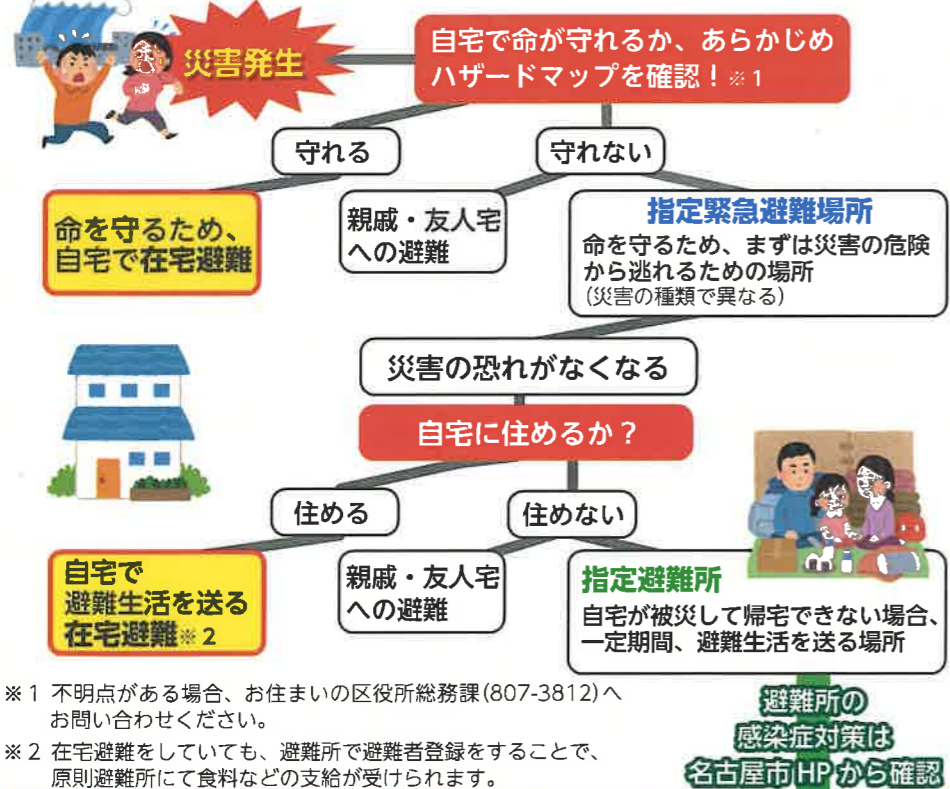 災害発生
自宅で命が守れるか、あらかじめ
ハザードマップを確認！※1
守れる
守れない
命を守るため、
自宅で在宅避難
親戚・友人宅
への避難
指定緊急避難場所
命を守るため、まずは災害の危険
から逃れるための場所
(災害の種類で異なる)
災害の恐れがなくなる
自宅に住めるか？
住める
住めない
自宅で
避難生活を送る
在宅避難※2
親戚・友人宅
への避難
指定避難所
自宅が被災して帰宅できない場合、
一定期間、避難生活を送る場所
※1 不明点がある場合、お住まいの区役所総務課(807-3812)へ
お問い合わせください。
※2 在宅避難をしていても、避難所で避難者登録をすることで、
原則避難所にて食料などの支給が受けられます。
避難所の
感染症対策は
名古屋市HPから確認